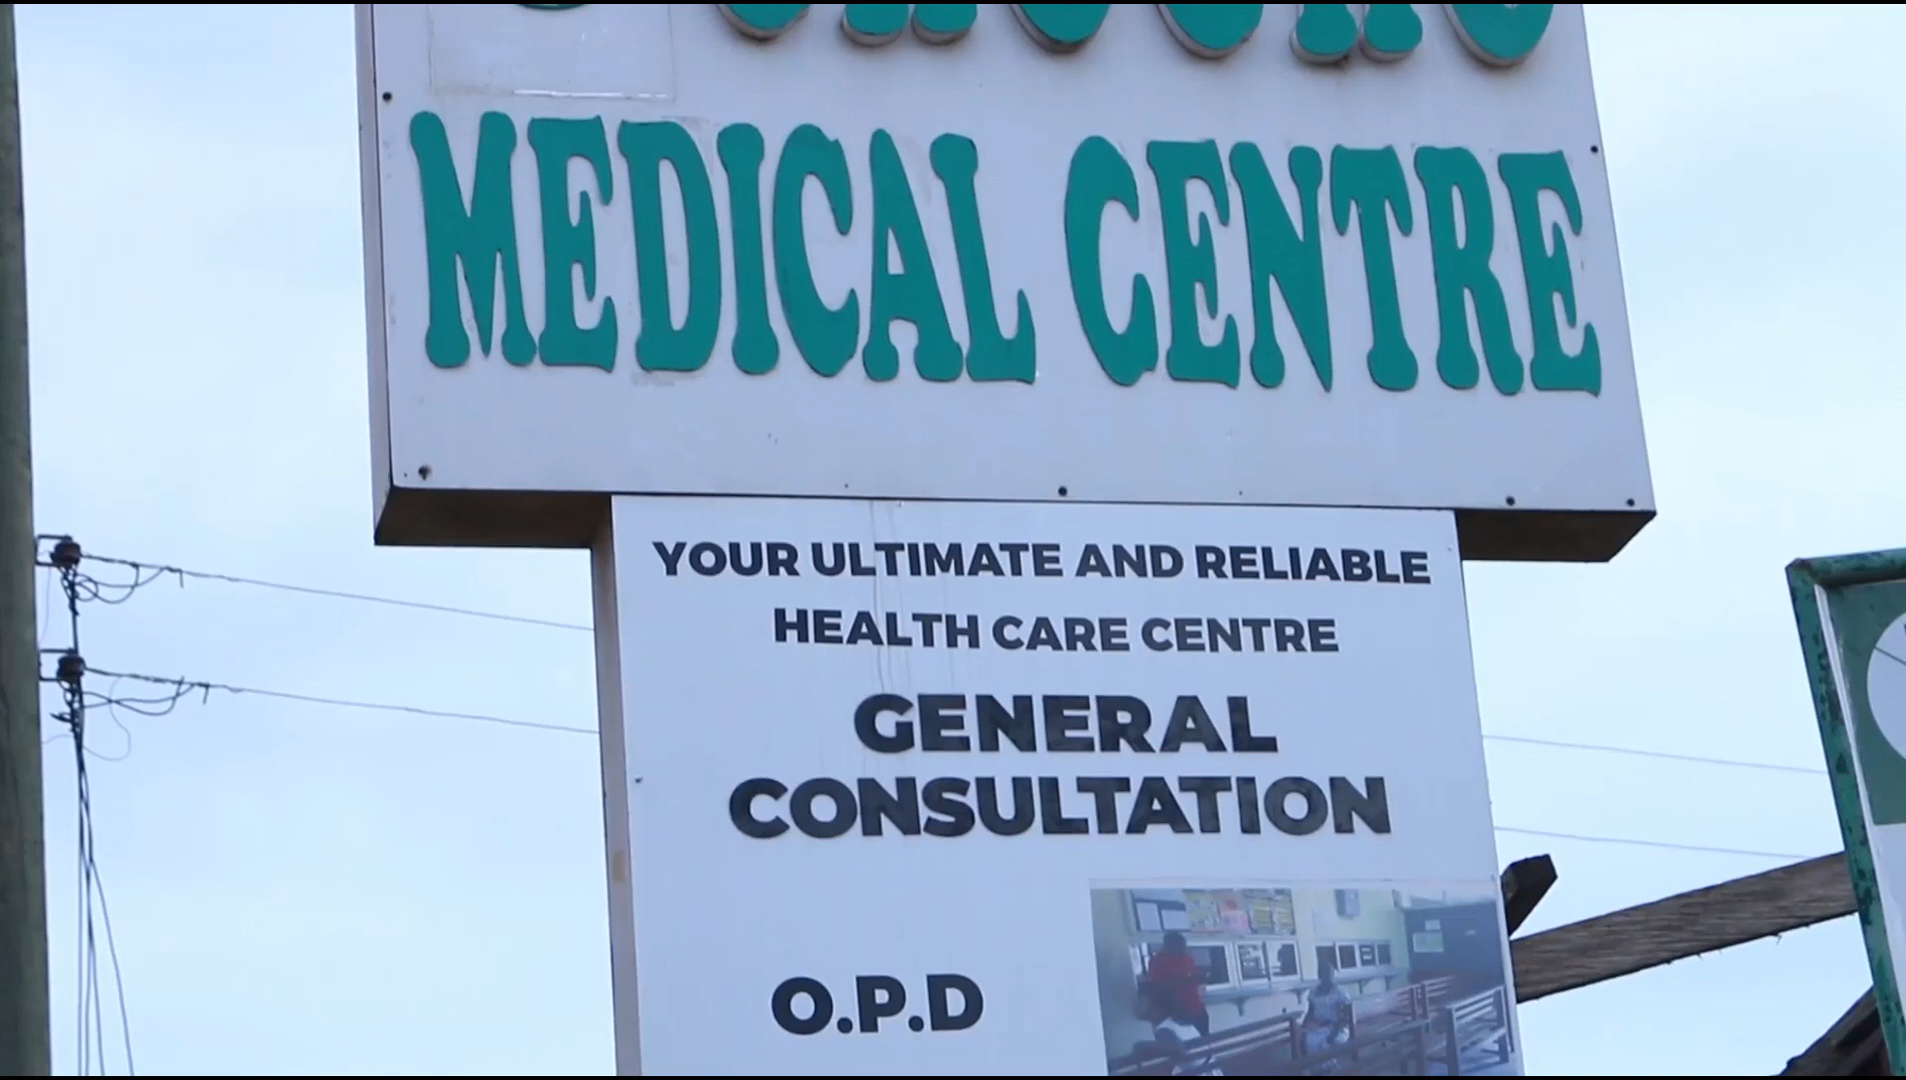 MEDICAL CENTRE
YOUR ULTIMATE AND RELIABLE
HEALTH CARE CENTRE
GENERAL
CONSULTATION
O.P.D